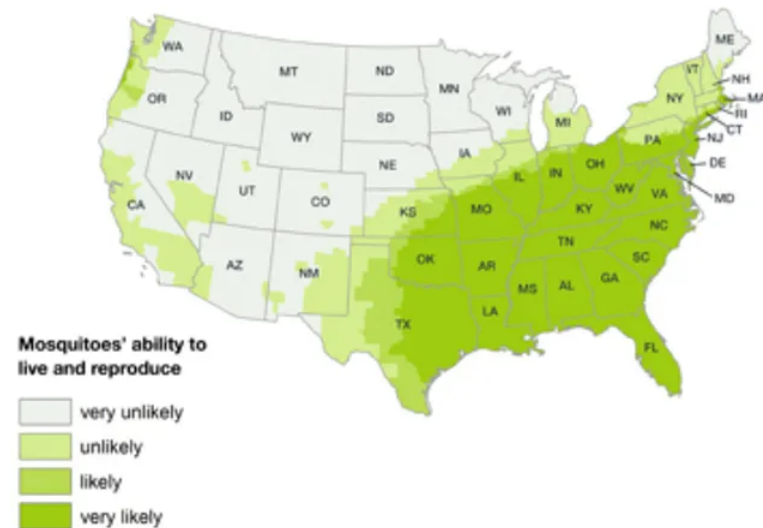 WA
ME
MT
ND
VT
MN
NH
OR
NY
MA
ID
WI
SD
MI
RI
WY
CT
IA
PA
NJ
NE
OH
DE
NV
IL
IN
UT
WV
CO
VA
MD
CA
KS
MO
KY
NC
TN
OK
SC
AZ
AR
NM
GA
MS
AL
LA
TX
FL
Mosquitoes' ability to
live and reproduce
very unlikely
unlikely
likely
very likely